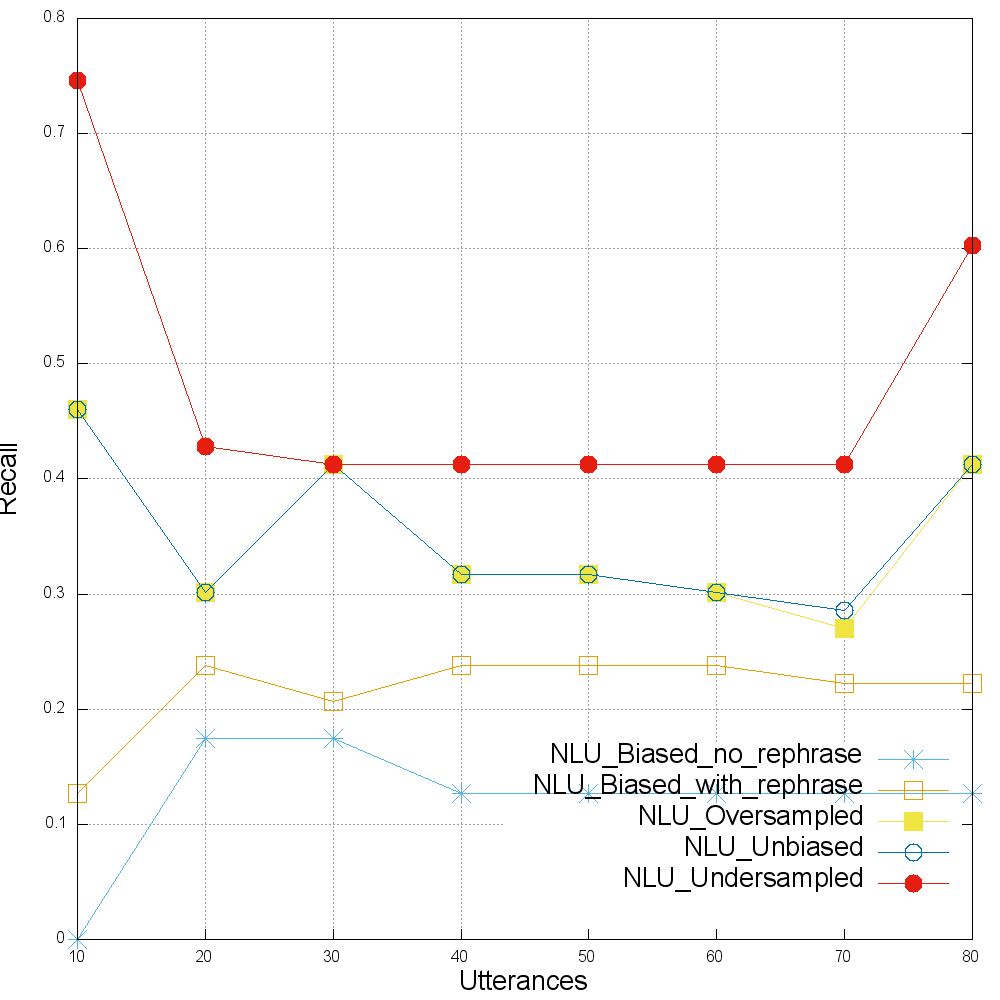 0.8
0.7
0.6
0.5
0.4
0.3
0.2
0.1
0
Recall
10 20 30 40 50 60 70 80
Utterances
NLU_Biased_no_rephrase
NLU_Biased_with_rephrase
NLU_Oversampled
NLU_Unbiased
NLU_Undersampled